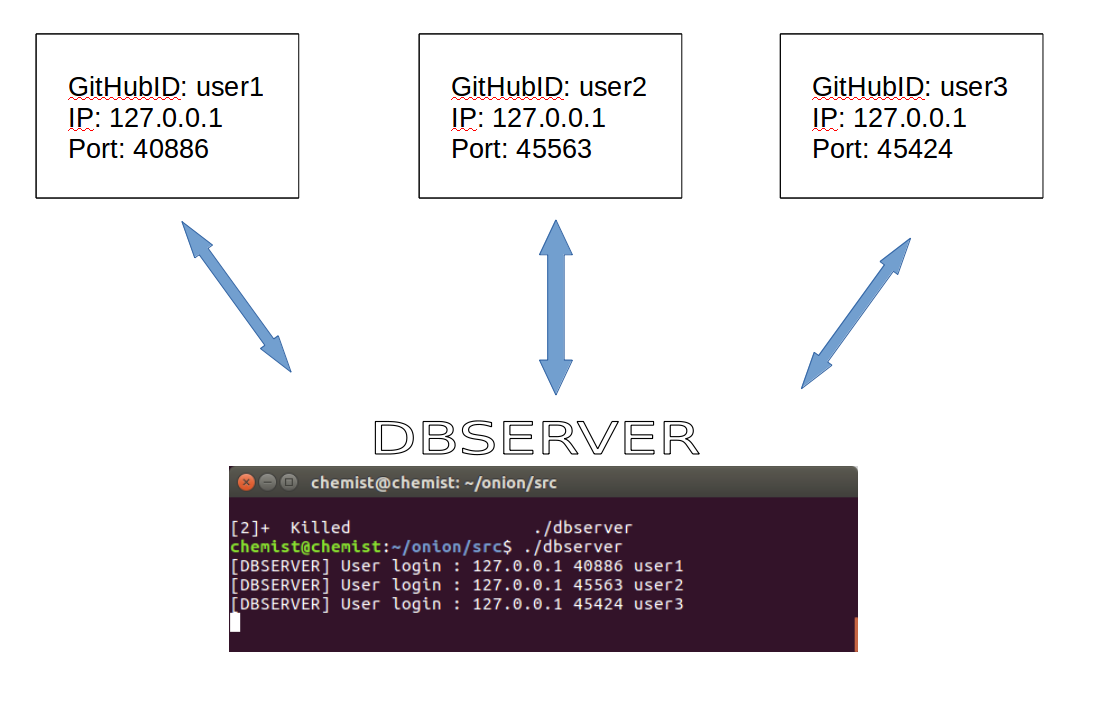 GitHubID: user1
IP: 127.0.0.1
Port: 40886
GitHubID: user2
IP: 127.0.0.1
Port: 45563
GitHubID: user3
IP: 127.0.0.1
Port: 45424
DBSERVER
chemist@chemist: ~/onion/src
[2]+  Killed                  ./dbserver
chemist@chemist:~/onion/src$ ./dbserver
[DBSERVER] User login : 127.0.0.1 40886 user1
[DBSERVER] User login : 127.0.0.1 45563 user2
[DBSERVER] User login : 127.0.0.1 45424 user3